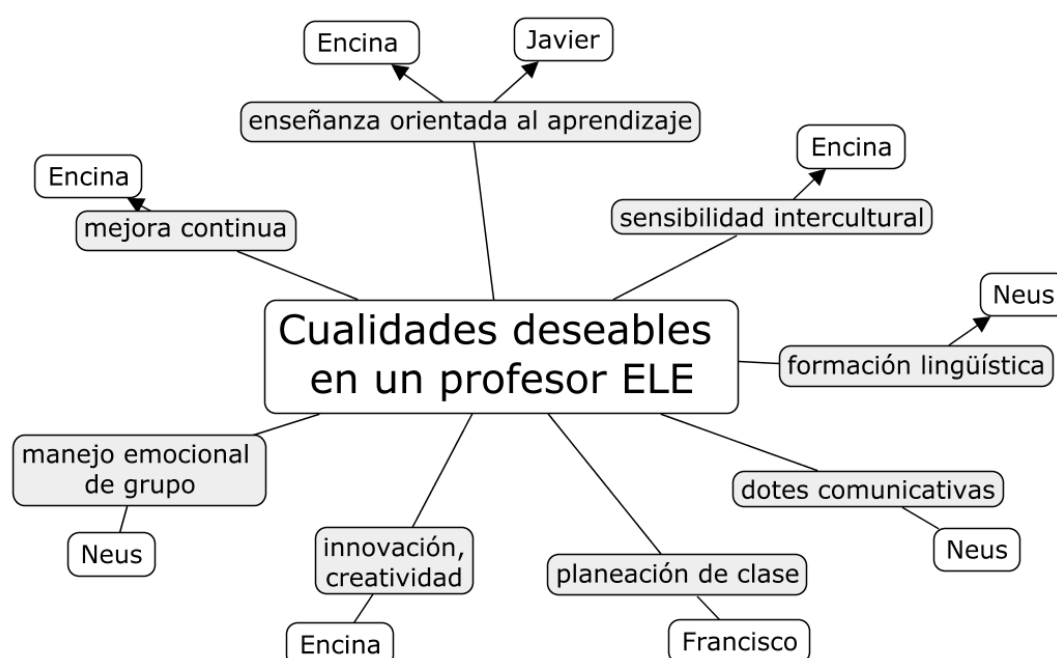 Encina
Javier
enseñanza orientada al aprendizaje
Encina
Encina
mejora continua
sensibilidad intercultural
Neus
Cualidades deseables
en un profesor ELE
formación lingüística
manejo emocional
de grupo
dotes comunicativas
Neus
innovación,
creatividad
planeación de clase
Neus
Encina
Francisco